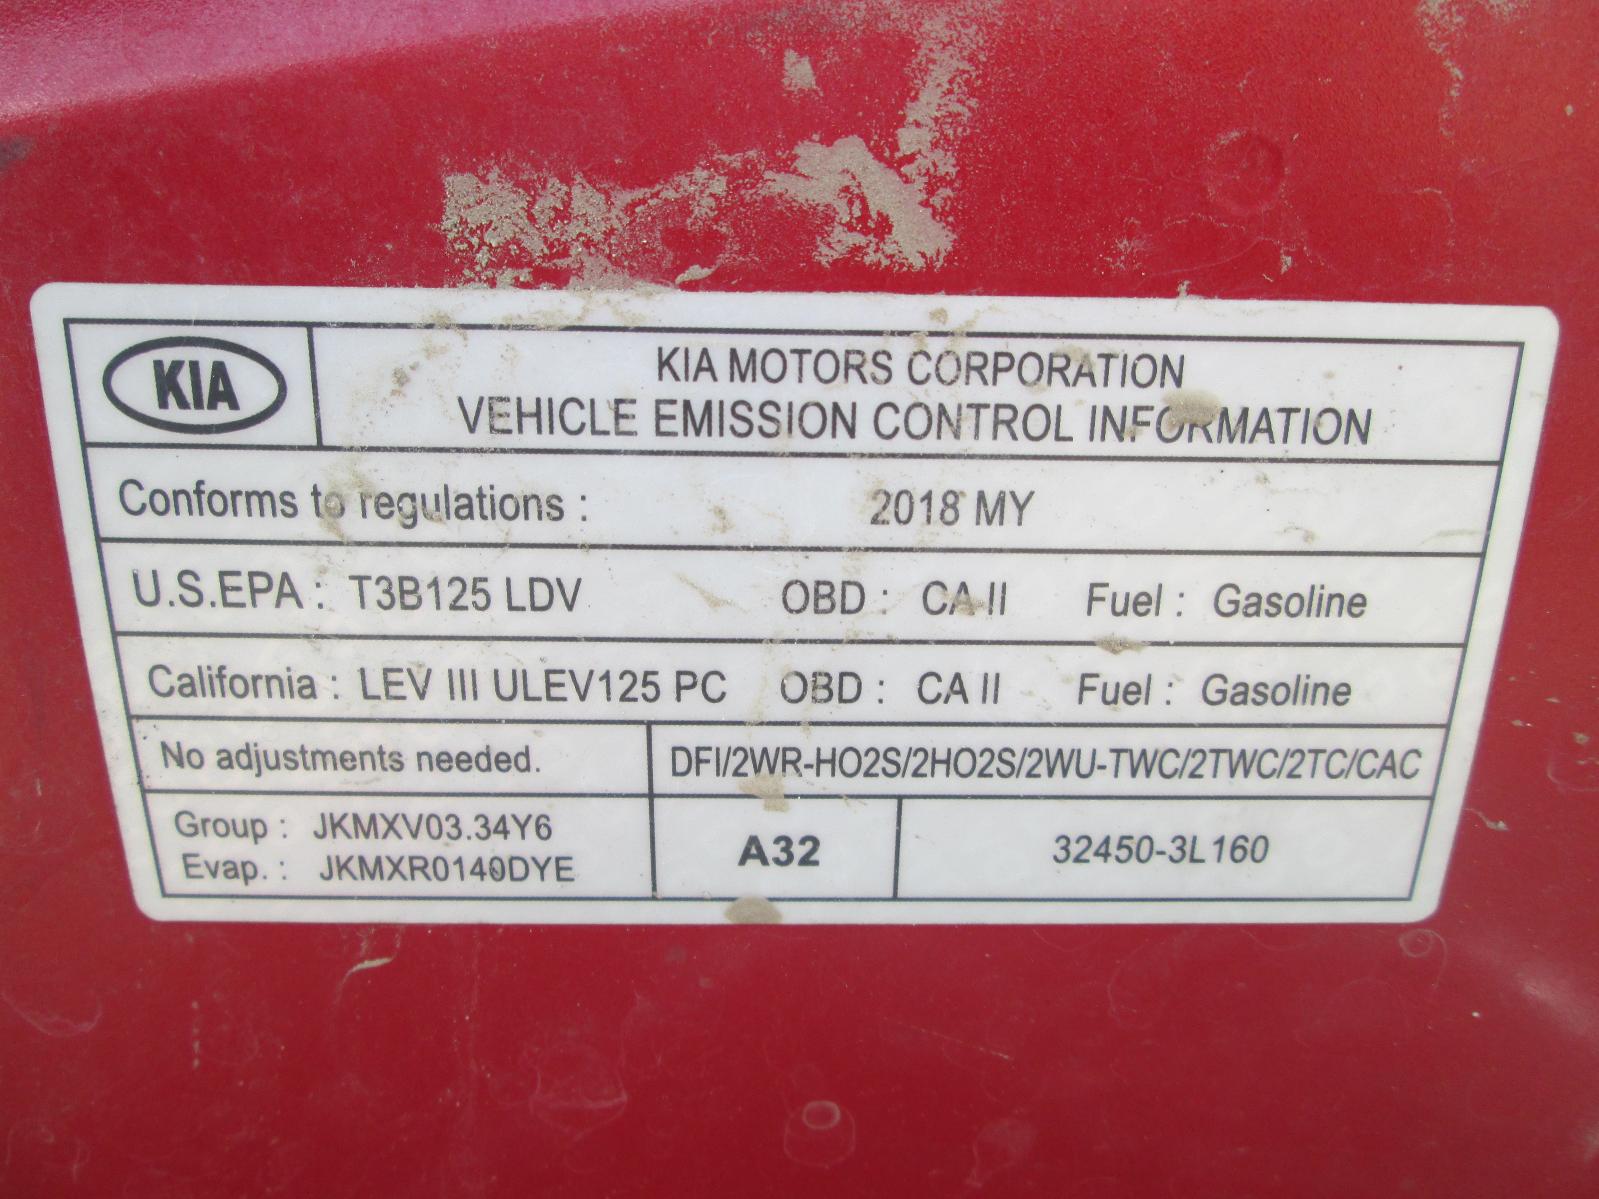 KIA
KIA MOTORS CORPORATION
VEHICLE EMISSION CONTROL INFORMATION
Conforms to regulations : 2018 MY
U.S.EPA : T3B125 LDV OBD : CA II Fuel : Gasoline
California : LEV III ULEV125 PC OBD : CA II Fuel : Gasoline
No adjustments needed. DFI/2WR-HO2S/2HO2S/2WU-TWC/2TWC/2TC/CAC
Group : JKMXV03.34Y6
Evap. : JKMXR0140DYE
A32
32450-3L160